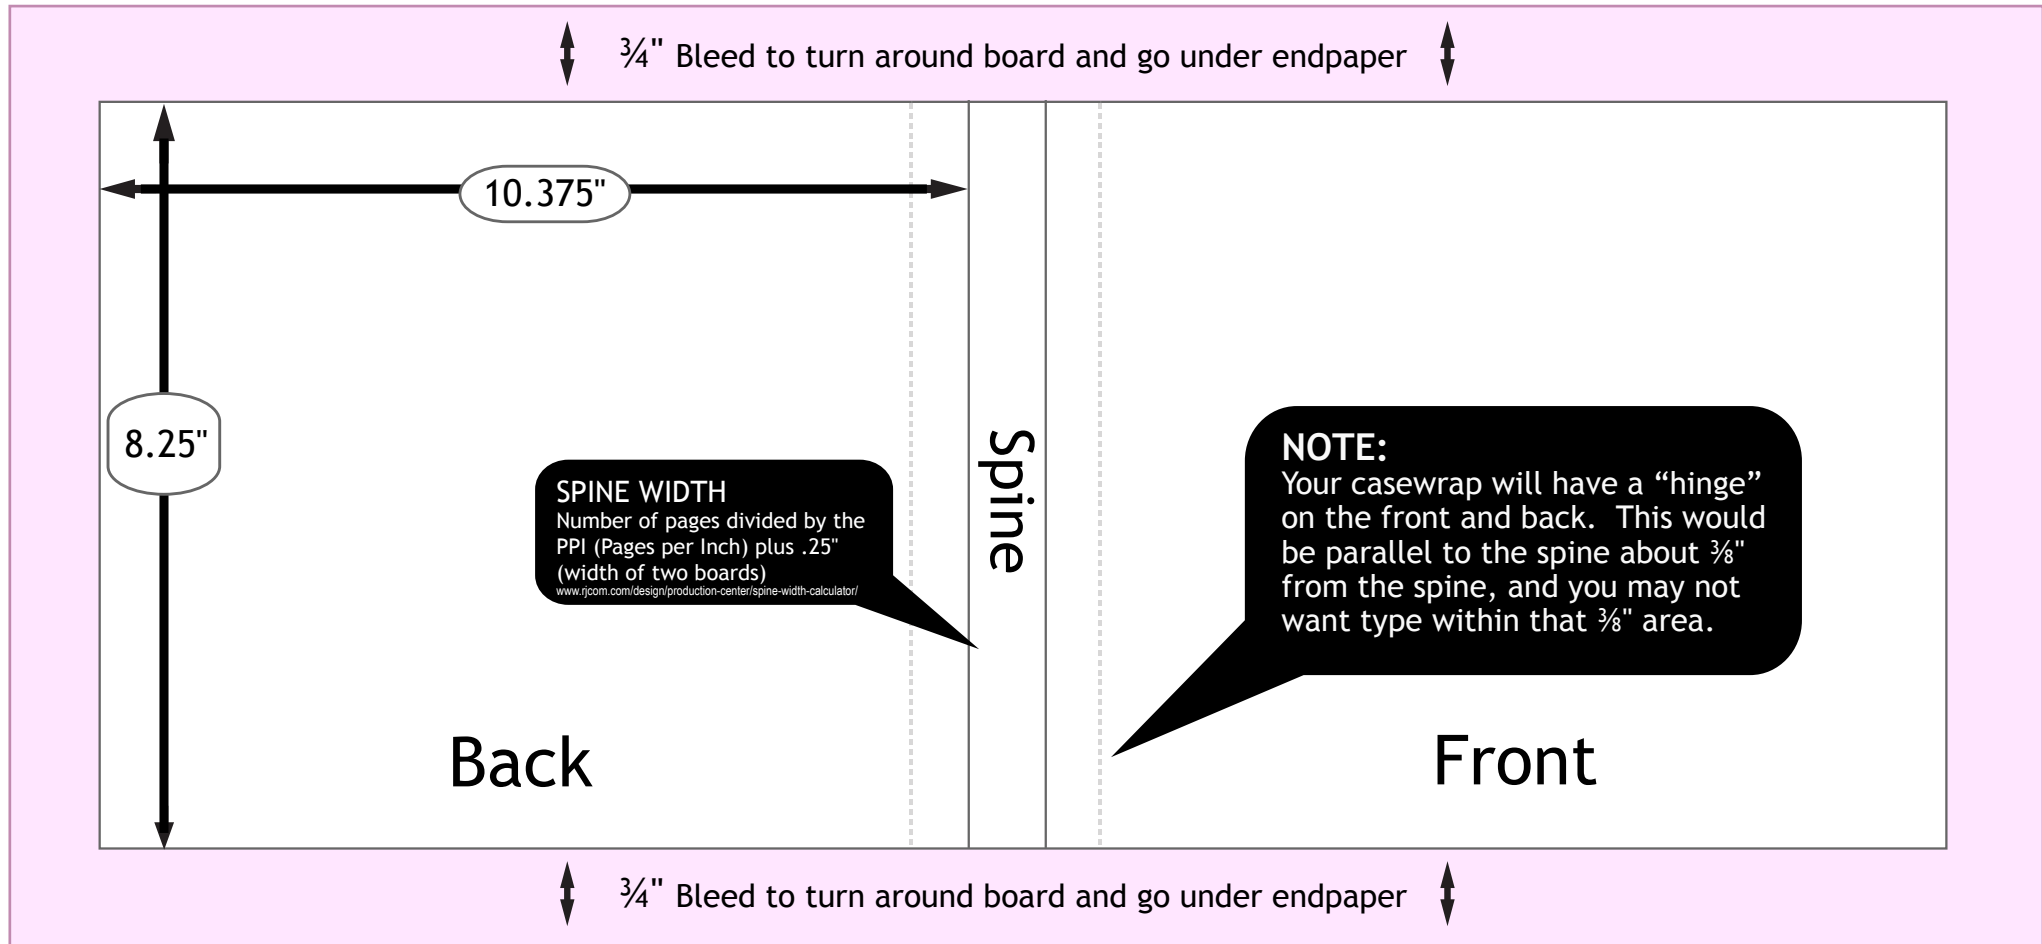 ¾" Bleed to turn around board and go under endpaper
10.375"
8.25"
SPINE WIDTH
Number of pages divided by the
PPI (Pages per Inch) plus .25"
(width of two boards)
www.rjcom.com/design/production-center/spine-width-calculator/
Spine
NOTE:
Your casewrap will have a “hinge”
on the front and back.  This would
be parallel to the spine about ⅜"
from the spine, and you may not
want type within that ⅜" area.
Back
Front
¾" Bleed to turn around board and go under endpaper